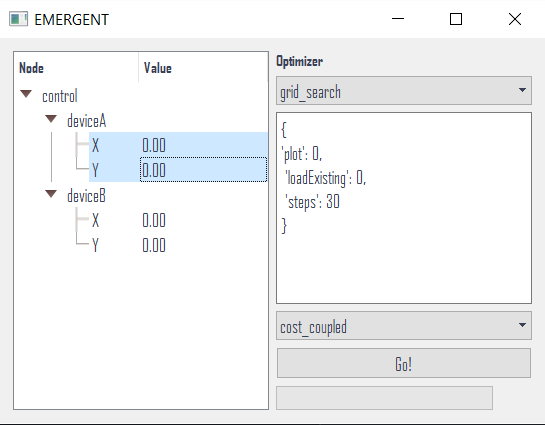 EMERGENT
Node Value
control
deviceA
X 0.00
Y 0.00
deviceB
X 0.00
Y 0.00
Optimizer
grid_search
{
'plot': 0,
'loadExisting': 0,
'steps': 30
}
cost_coupled
Go!